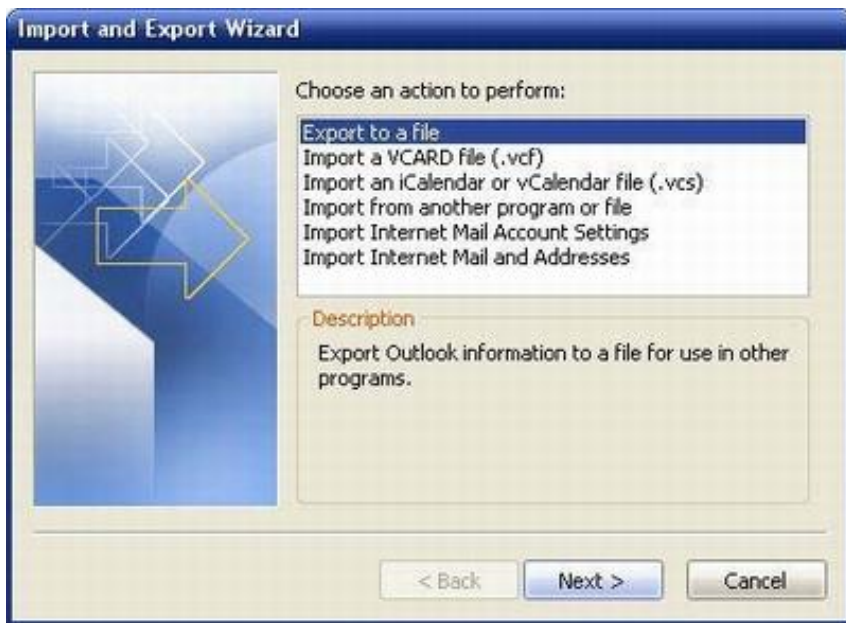 Import and Export Wizard
Choose an action to perform:
Export to a file
Import a VCARD file (.vcf)
Import an iCalendar or vCalendar file (.vcs)
Import from another program or file
Import Internet Mail Account Settings
Import Internet Mail and Addresses
Description
Export Outlook information to a file for use in other
programs.
< Back
Next >
Cancel